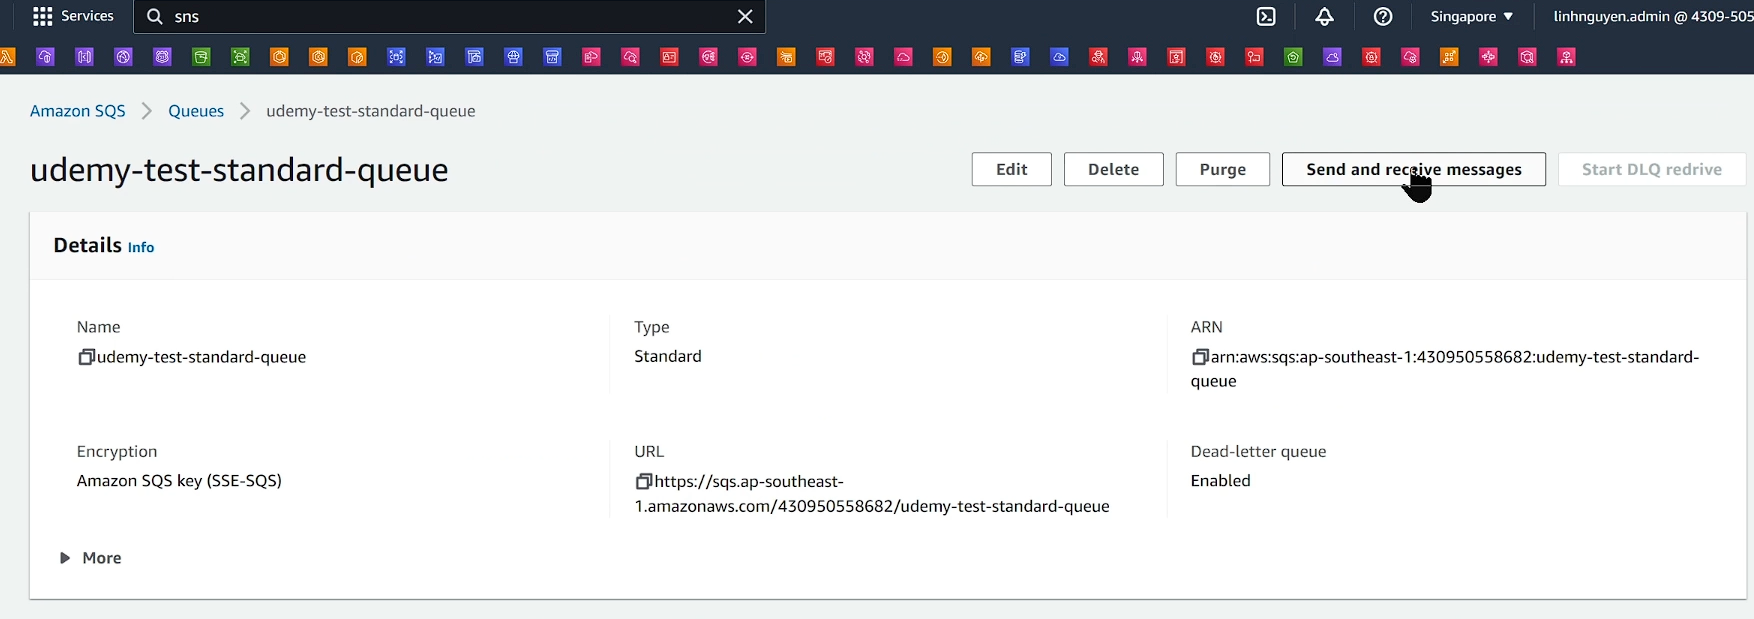 Services
sns
Singapore ▼
linhnguyen.admin @ 4309-505
Amazon SQS > Queues > udemy-test-standard-queue
udemy-test-standard-queue
Edit
Delete
Purge
Send and receive messages
Start DLQ redrive
Details Info
Name
udemy-test-standard-queue
Type
Standard
ARN
arn:aws:sqs:ap-southeast-1:430950558682:udemy-test-standard-
queue
Encryption
Amazon SQS key (SSE-SQS)
URL
https://sqs.ap-southeast-
1.amazonaws.com/430950558682/udemy-test-standard-queue
Dead-letter queue
Enabled
More